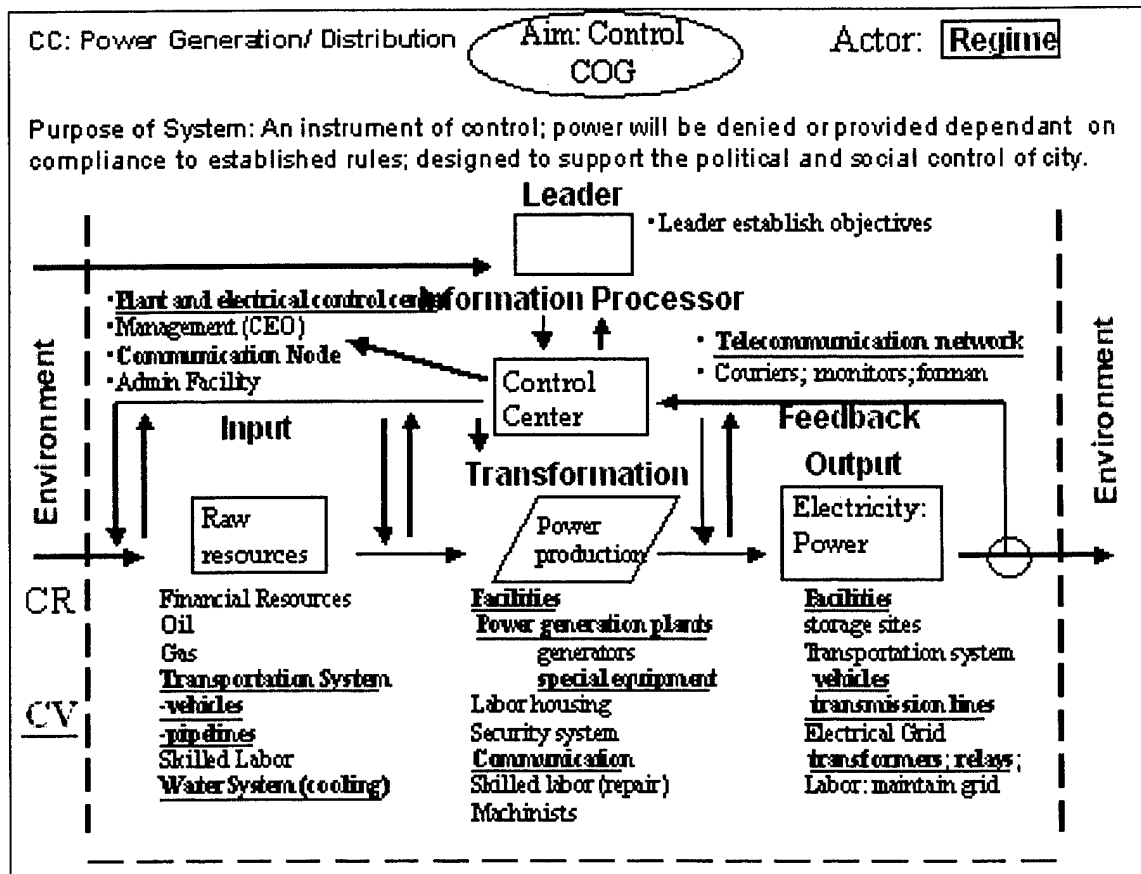 CC: Power Generation/ Distribution
Aim: Control
COG
Actor: Regime
Purpose of System: An instrument of control; power will be denied or provided dependant on
compliance to established rules; designed to support the political and social control of city.
Leader
·Leader establish objectives
Information Processor
·Plant and electrical control center
·Management (CEO)
·Communication Node
·Admin Facility
Control
Center
· Telecommunication network
· Couriers; monitors; forman
Environment
Environment
Input
Feedback
Transformation
Output
Raw
resources
Power
production
Electricity:
Power
CR
CV
Financial Resources
Oil
Gas
Transportation System
-vehicles
-pipelines
Skilled Labor
Water System (cooling)
Facilities
Power generation plants
generators
special equipment
Labor housing
Security system
Communication
Skilled labor (repair)
Machinists
Facilities
storage sites
Transportation system
vehicles
transmission lines
Electrical Grid
transformers; relays;
Labor: maintain grid